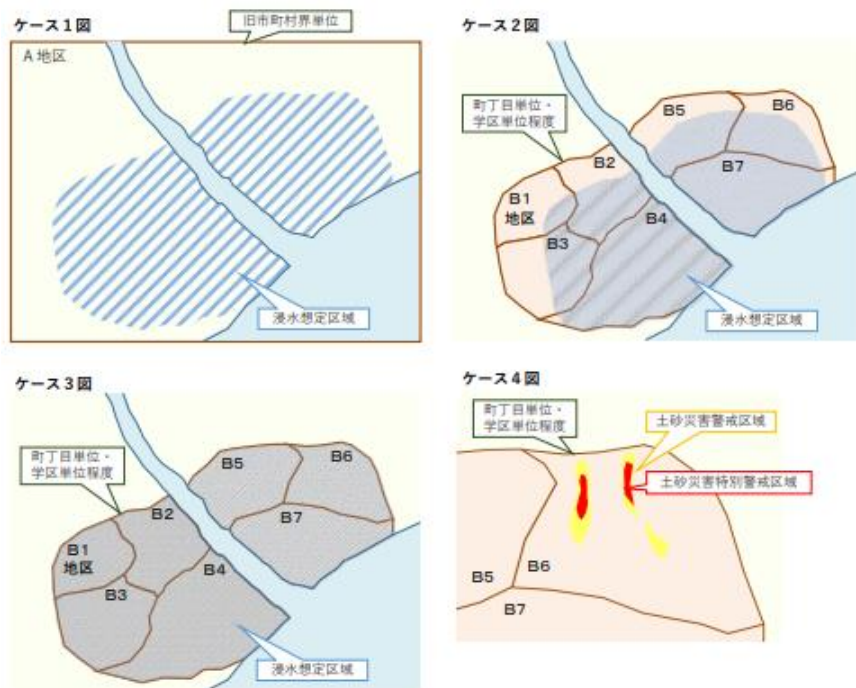 ケース1図
旧市町村界単位
A地区
浸水想定区域
ケース2図
町丁目単位・
学区単位程度
B5
B6
B2
B7
B1
地区
B4
B3
浸水想定区域
ケース3図
町丁目単位・
学区単位程度
B5
B6
B2
B7
B1
地区
B4
B3
浸水想定区域
ケース4図
町丁目単位・
学区単位程度
土砂災害警戒区域
土砂災害特別警戒区域
B5
B6
B7